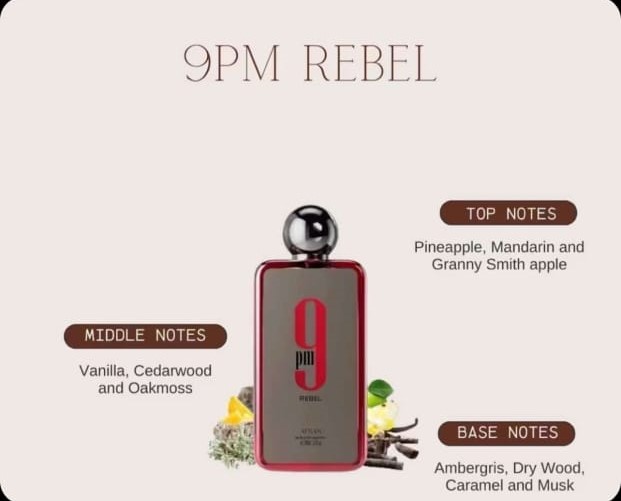 9PM REBEL
TOP NOTES
Pineapple, Mandarin and
Granny Smith apple
MIDDLE NOTES
Vanilla, Cedarwood
and Oakmoss
9
pm
REBEL
AFNAN
BASE NOTES
Ambergris, Dry Wood,
Caramel and Musk